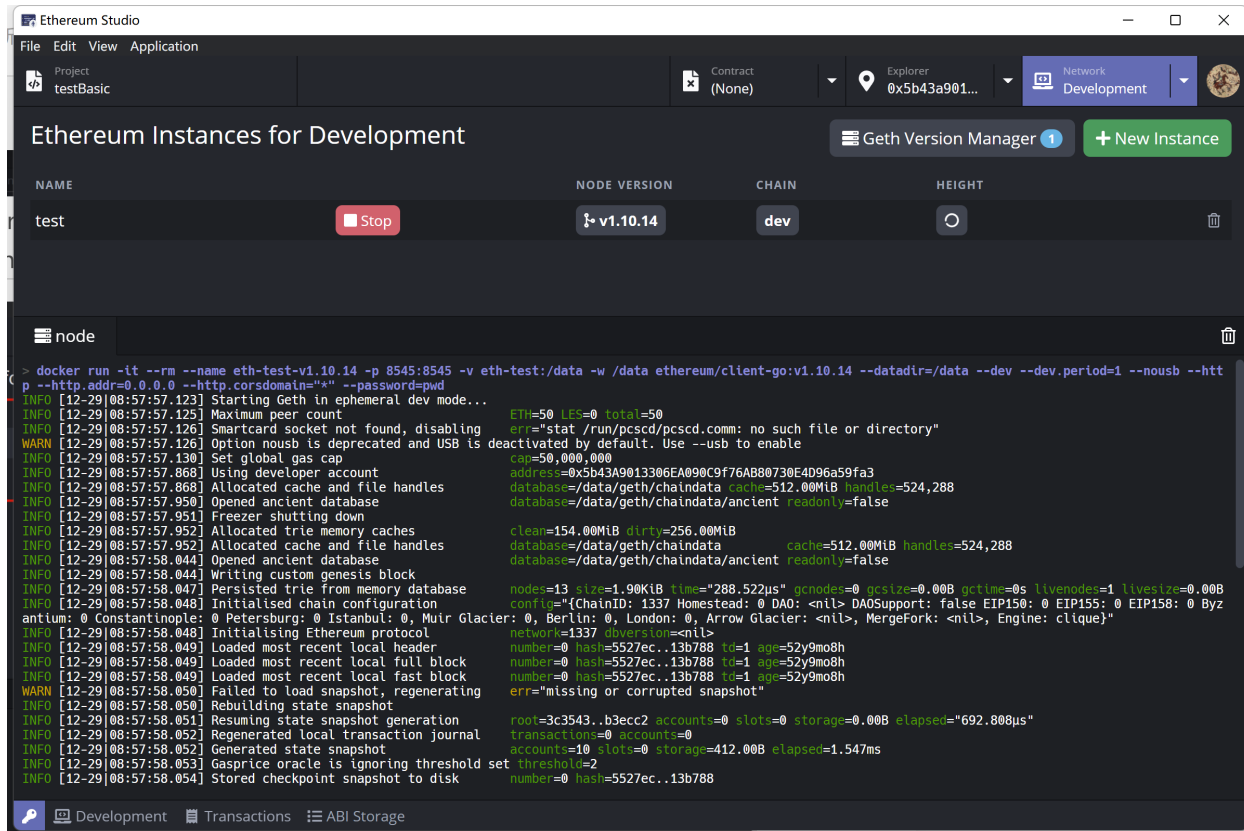 Ethereum Studio
File Edit View Application
Project
testBasic
Contract
(None)
Explorer
0x5b43a901...
Network
Development
Ethereum Instances for Development
Geth Version Manager 1
+ New Instance
NAME NODE VERSION CHAIN HEIGHT
test Stop v1.10.14 dev
node
> docker run -it --rm --name eth-test-v1.10.14 -p 8545:8545 -v eth-test:/data -w /data ethereum/client-go:v1.10.14 --datadir=/data --dev --dev.period=1 --nousb --htt
p --http.addr=0.0.0.0 --http.corsdomain="*" --password=pwd
INFO [12-29|08:57:57.123] Starting Geth in ephemeral dev mode...
INFO [12-29|08:57:57.125] Maximum peer count ETH=50 LES=0 total=50
INFO [12-29|08:57:57.126] Smartcard socket not found, disabling err="stat /run/pcscd/pcscd.comm: no such file or directory"
WARN [12-29|08:57:57.126] Option nousb is deprecated and USB is deactivated by default. Use --usb to enable
INFO [12-29|08:57:57.130] Set global gas cap cap=50,000,000
INFO [12-29|08:57:57.868] Using developer account address=0x5b43A9013306EA090C9f76AB80730E4D96a59fa3
INFO [12-29|08:57:57.868] Allocated cache and file handles database=/data/geth/chaindata cache=512.00MiB handles=524,288
INFO [12-29|08:57:57.950] Opened ancient database database=/data/geth/chaindata/ancient readonly=false
INFO [12-29|08:57:57.951] Freezer shutting down
INFO [12-29|08:57:57.952] Allocated trie memory caches clean=154.00MiB dirty=256.00MiB
INFO [12-29|08:57:57.952] Allocated cache and file handles database=/data/geth/chaindata cache=512.00MiB handles=524,288
INFO [12-29|08:57:58.044] Opened ancient database database=/data/geth/chaindata/ancient readonly=false
INFO [12-29|08:57:58.044] Writing custom genesis block
INFO [12-29|08:57:58.047] Persisted trie from memory database nodes=13 size=1.90KiB time="288.522µs" gcnodes=0 gcsize=0.00B gctime=0s livenodes=1 livesize=0.00B
INFO [12-29|08:57:58.048] Initialised chain configuration config="{ChainID: 1337 Homestead: 0 DAO: <nil> DAOSupport: false EIP150: 0 EIP155: 0 EIP158: 0 Byz
antium: 0 Constantinople: 0 Petersburg: 0 Istanbul: 0, Muir Glacier: 0, Berlin: 0, London: 0, Arrow Glacier: <nil>, MergeFork: <nil>, Engine: clique}"
INFO [12-29|08:57:58.048] Initialising Ethereum protocol network=1337 dbversion=<nil>
INFO [12-29|08:57:58.049] Loaded most recent local header number=0 hash=5527ec..13b788 td=1 age=52y9mo8h
INFO [12-29|08:57:58.049] Loaded most recent local full block number=0 hash=5527ec..13b788 td=1 age=52y9mo8h
INFO [12-29|08:57:58.049] Loaded most recent local fast block number=0 hash=5527ec..13b788 td=1 age=52y9mo8h
WARN [12-29|08:57:58.050] Failed to load snapshot, regenerating err="missing or corrupted snapshot"
INFO [12-29|08:57:58.050] Rebuilding state snapshot
INFO [12-29|08:57:58.051] Resuming state snapshot generation root=3c3543..b3ecc2 accounts=0 slots=0 storage=0.00B elapsed="692.808µs"
INFO [12-29|08:57:58.052] Regenerated local transaction journal transactions=0 accounts=0
INFO [12-29|08:57:58.052] Generated state snapshot accounts=10 slots=0 storage=412.00B elapsed=1.547ms
INFO [12-29|08:57:58.053] Gasprice oracle is ignoring threshold set threshold=2
INFO [12-29|08:57:58.054] Stored checkpoint snapshot to disk number=0 hash=5527ec..13b788
Development Transactions ABI Storage